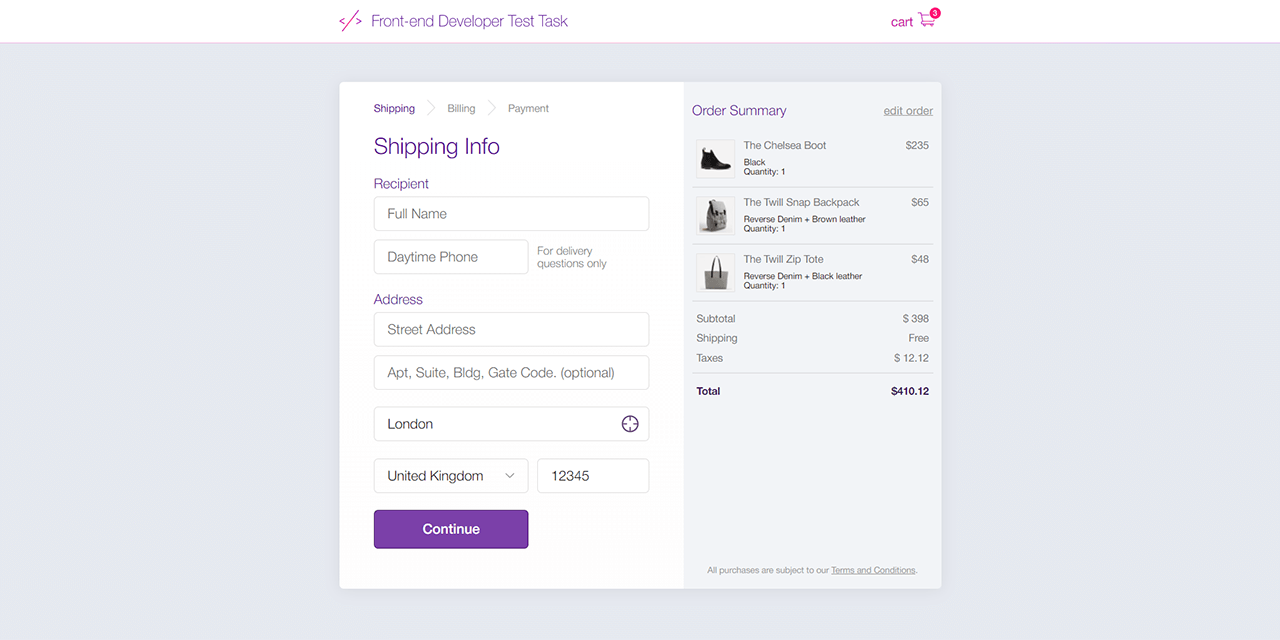 Front-end Developer Test Task
cart 3
Shipping Billing Payment
Shipping Info
Recipient
Full Name
Daytime Phone
For delivery
questions only
Address
Street Address
Apt, Suite, Bldg, Gate Code. (optional)
London
United Kingdom
12345
Continue
Order Summary
edit order
The Chelsea Boot $235
Black
Quantity: 1
The Twill Snap Backpack $65
Reverse Denim + Brown leather
Quantity: 1
The Twill Zip Tote $48
Reverse Denim + Black leather
Quantity: 1
Subtotal $ 398
Shipping Free
Taxes $ 12.12
Total $410.12
All purchases are subject to our Terms and Conditions.